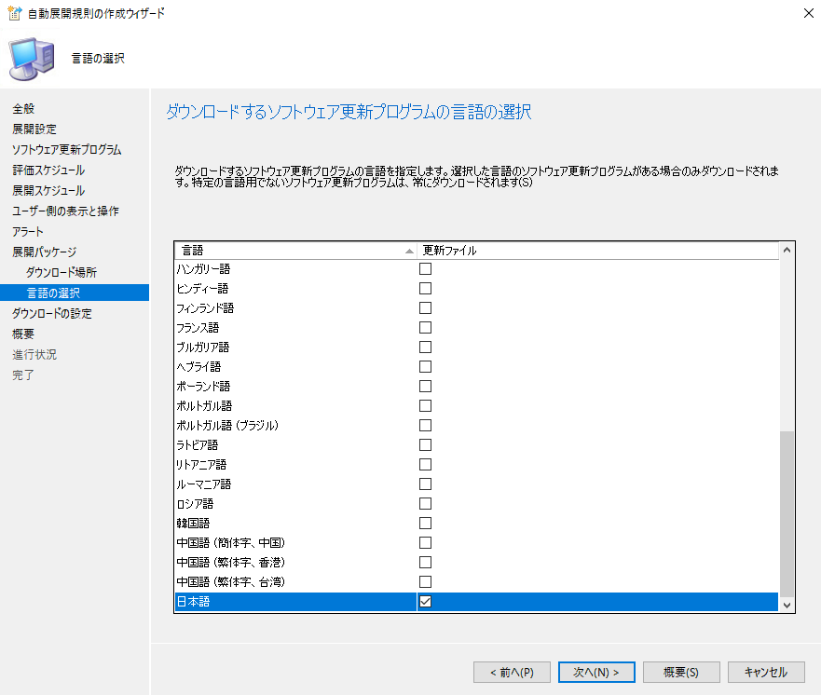 自動展開規則の作成ウィザード
言語の選択
全般
展開設定
ソフトウェア更新プログラム
評価スケジュール
展開スケジュール
ユーザー側の表示と操作
アラート
展開パッケージ
ダウンロード場所
言語の選択
ダウンロードの設定
概要
進行状況
完了
ダウンロードするソフトウェア更新プログラムの言語の選択
ダウンロードするソフトウェア更新プログラムの言語を指定します。選択した言語のソフトウェア更新プログラムがある場合のみダウンロードされま
す。特定の言語用でないソフトウェア更新プログラムは、常にダウンロードされます(S)
言語 更新ファイル
ハンガリー語
ヒンディー語
フィンランド語
フランス語
ブルガリア語
ヘブライ語
ポーランド語
ポルトガル語
ポルトガル語 (ブラジル)
ラトビア語
リトアニア語
ルーマニア語
ロシア語
韓国語
中国語 (簡体字、中国)
中国語 (繁体字、香港)
中国語 (繁体字、台湾)
日本語
< 前へ(P) 次へ(N) > 概要(S) キャンセル